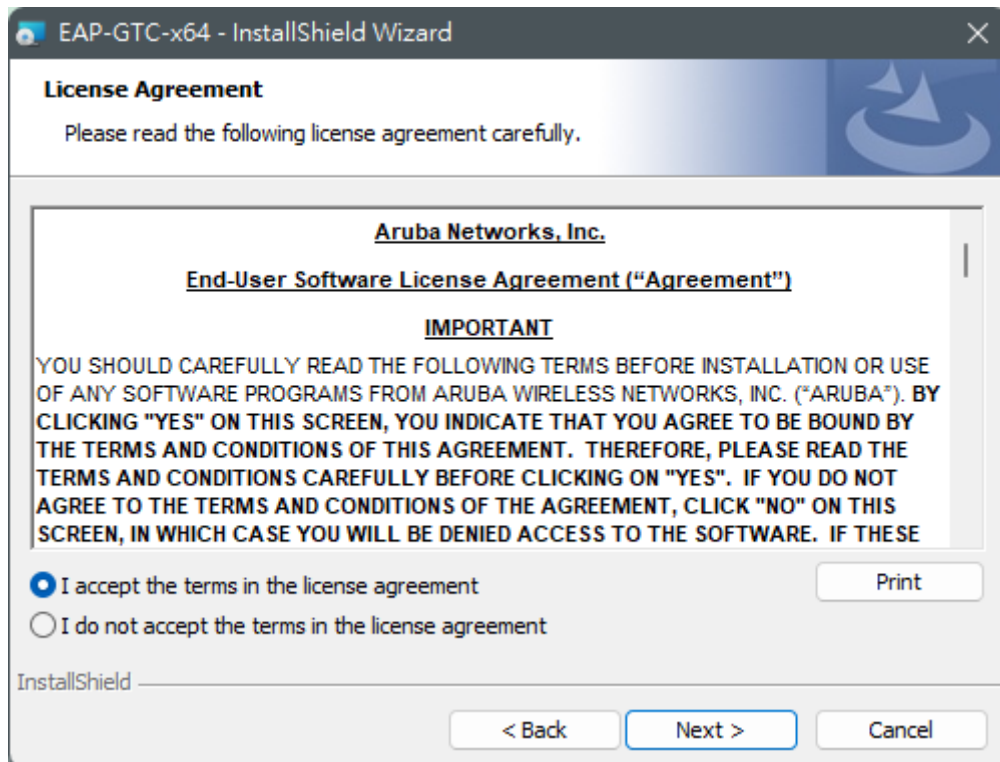 EAP-GTC-x64 - InstallShield Wizard
License Agreement
Please read the following license agreement carefully.
Aruba Networks, Inc.
End-User Software License Agreement (“Agreement”)
IMPORTANT
YOU SHOULD CAREFULLY READ THE FOLLOWING TERMS BEFORE INSTALLATION OR USE
OF ANY SOFTWARE PROGRAMS FROM ARUBA WIRELESS NETWORKS, INC. (“ARUBA”). BY
CLICKING "YES" ON THIS SCREEN, YOU INDICATE THAT YOU AGREE TO BE BOUND BY
THE TERMS AND CONDITIONS OF THIS AGREEMENT.  THEREFORE, PLEASE READ THE
TERMS AND CONDITIONS CAREFULLY BEFORE CLICKING ON "YES".  IF YOU DO NOT
AGREE TO THE TERMS AND CONDITIONS OF THE AGREEMENT, CLICK "NO" ON THIS
SCREEN, IN WHICH CASE YOU WILL BE DENIED ACCESS TO THE SOFTWARE.  IF THESE
I accept the terms in the license agreement
Print
I do not accept the terms in the license agreement
InstallShield
< Back
Next >
Cancel